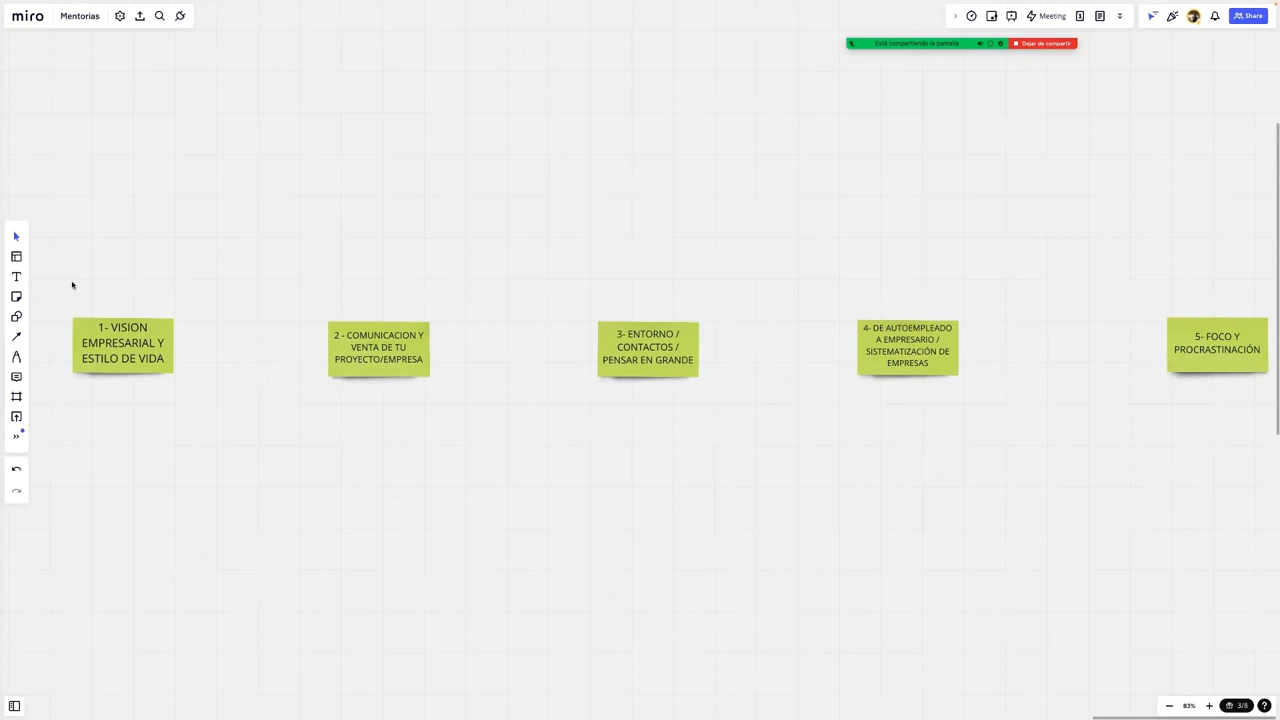 miro
Mentorias
Meeting
Share
Está compartiendo la pantalla
Dejar de compartir
1- VISION
EMPRESARIAL Y
ESTILO DE VIDA
2 - COMUNICACION Y
VENTA DE TU
PROYECTO/EMPRESA
3- ENTORNO /
CONTACTOS /
PENSAR EN GRANDE
4- DE AUTOEMPLEADO
A EMPRESARIO /
SISTEMATIZACIÓN DE
EMPRESAS
5- FOCO Y
PROCRASTINACIÓN
83%
3/8